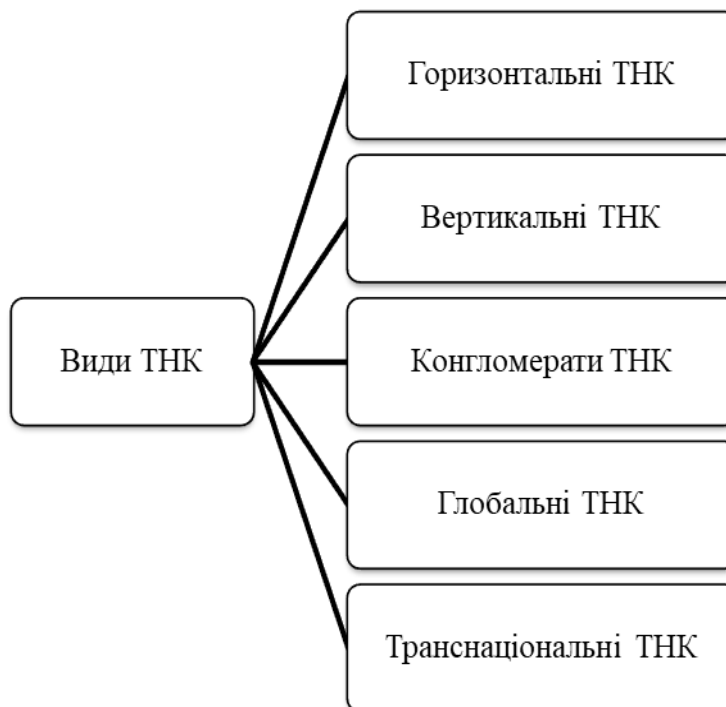 Горизонтальні ТНК
Вертикальні ТНК
Види ТНК
Конгломерати ТНК
Глобальні ТНК
Транснаціональні ТНК